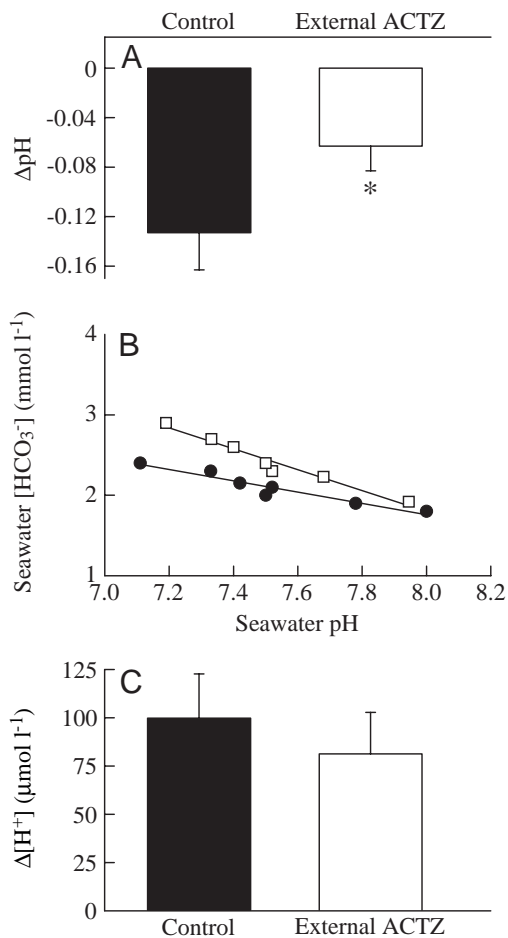 Control External ACTZ
A
0
-0.04
-0.08
-0.12
-0.16
ΔpH
*
B
4
3
2
1
Seawater [HCO3-] (mmol l-1)
7.0 7.2 7.4 7.6 7.8 8.0 8.2
Seawater pH
C
125
100
75
50
25
0
Δ[H+] (μmol l-1)
Control External ACTZ